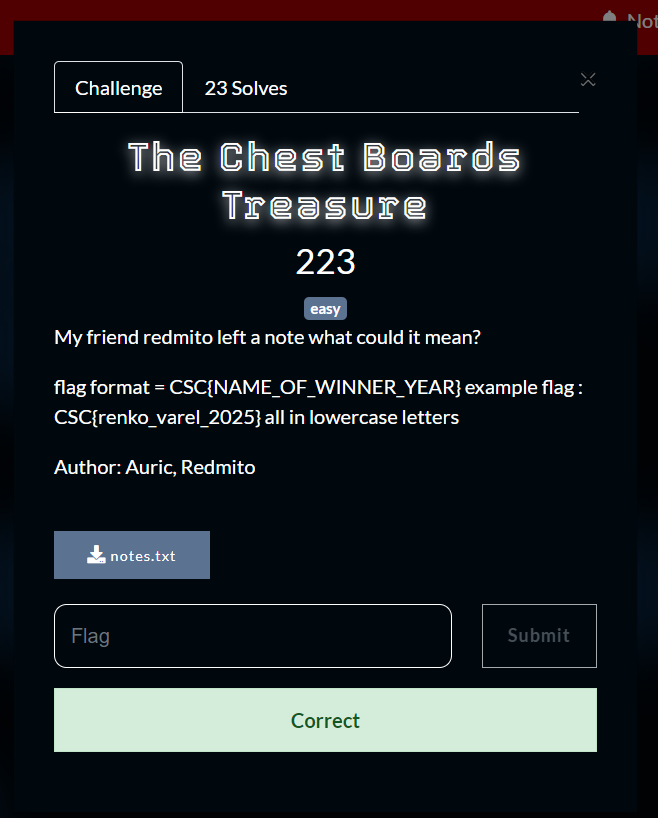 Not
Challenge
23 Solves
The Chest Boards
Treasure
223
easy
My friend redmito left a note what could it mean?
flag format = CSC{NAME_OF_WINNER_YEAR} example flag :
CSC{renko_varel_2025} all in lowercase letters
Author: Auric, Redmito
notes.txt
Flag
Submit
Correct